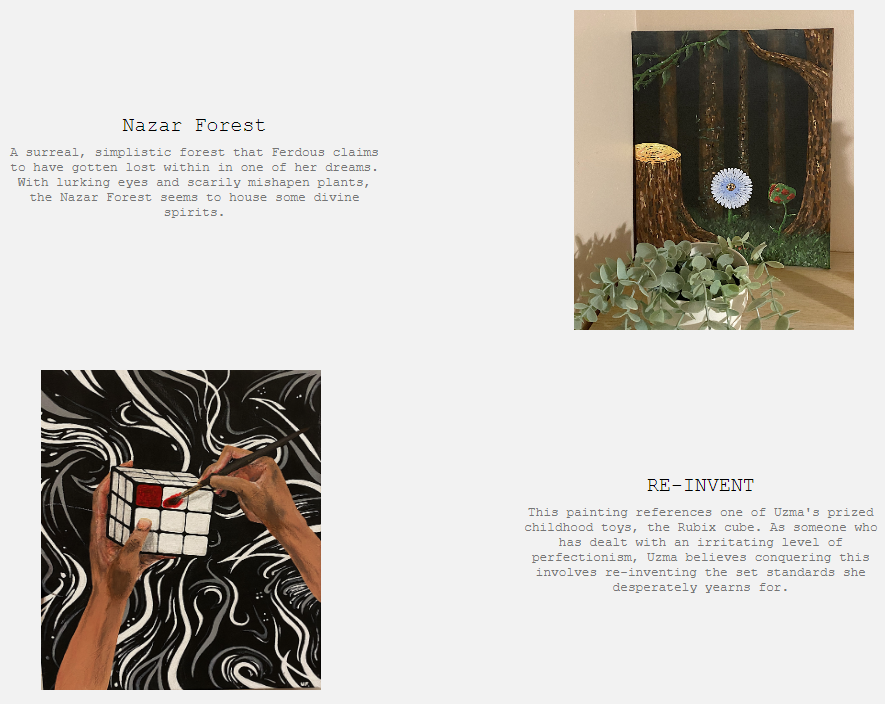 Nazar Forest
A surreal, simplistic forest that Ferdous claims
to have gotten lost within in one of her dreams.
With lurking eyes and scarily mishapen plants,
the Nazar Forest seems to house some divine
spirits.
RE-INVENT
This painting references one of Uzma's prized
childhood toys, the Rubix cube. As someone who
has dealt with an irritating level of
perfectionism, Uzma believes conquering this
involves re-inventing the set standards she
desperately yearns for.